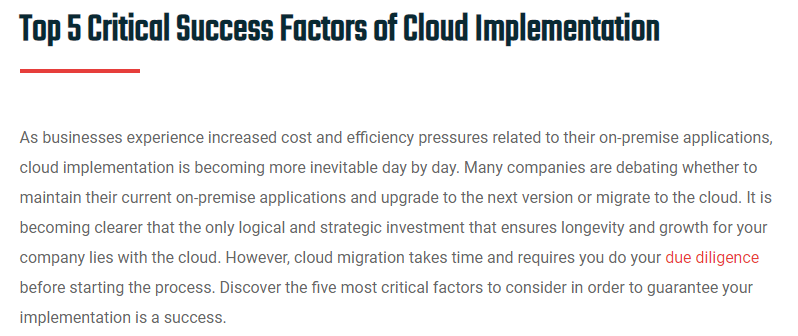 Top 5 Critical Success Factors of Cloud Implementation
As businesses experience increased cost and efficiency pressures related to their on-premise applications,
cloud implementation is becoming more inevitable day by day. Many companies are debating whether to
maintain their current on-premise applications and upgrade to the next version or migrate to the cloud. It is
becoming clearer that the only logical and strategic investment that ensures longevity and growth for your
company lies with the cloud. However, cloud migration takes time and requires you do your due diligence
before starting the process. Discover the five most critical factors to consider in order to guarantee your
implementation is a success.